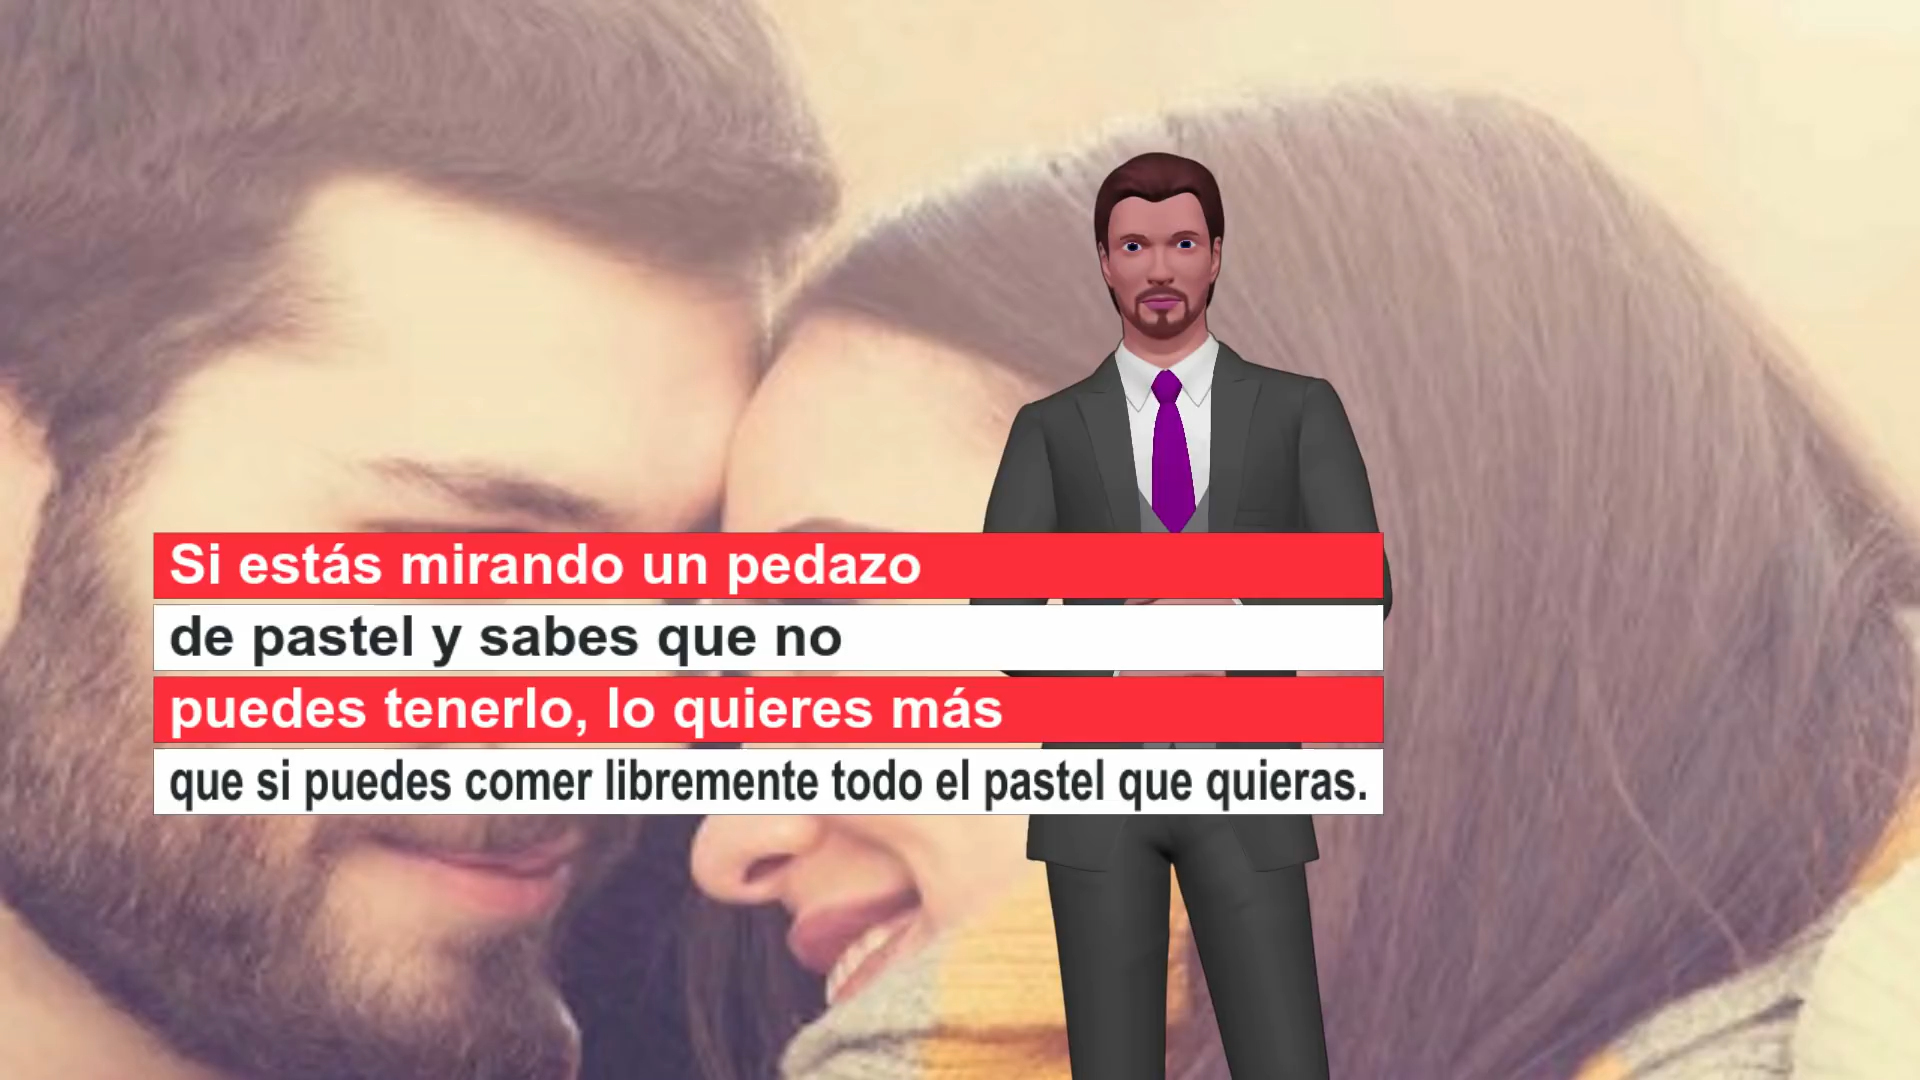 Si estás mirando un pedazo
de pastel y sabes que no
puedes tenerlo, lo quieres más
que si puedes comer libremente todo el pastel que quieras.